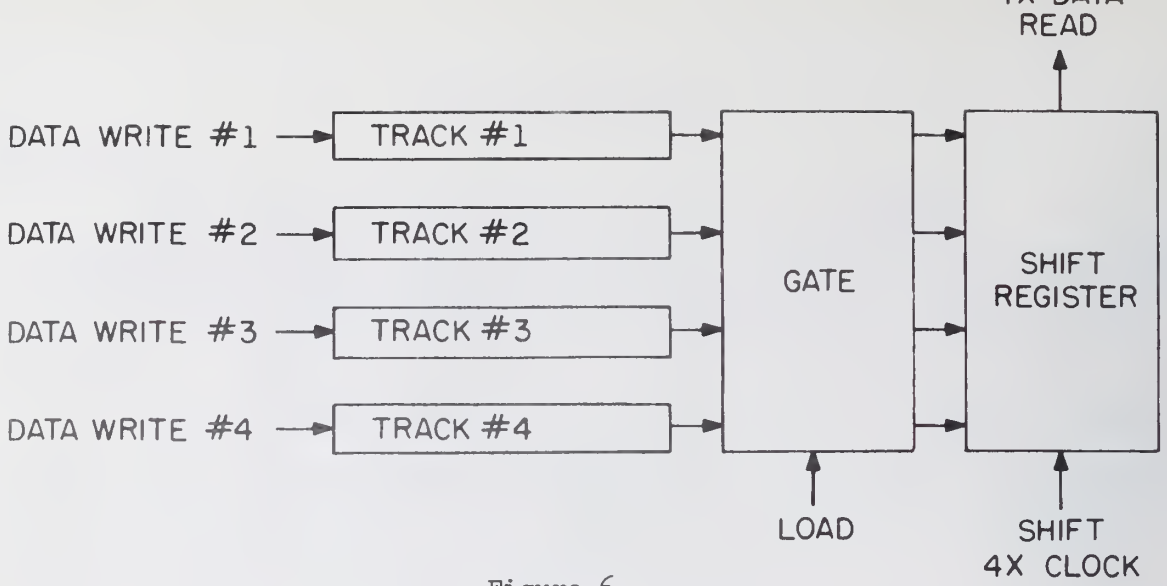 DATA
READ
DATA WRITE #1
TRACK #1
DATA WRITE #2
TRACK #2
DATA WRITE #3
TRACK #3
DATA WRITE #4
TRACK #4
GATE
SHIFT
REGISTER
LOAD
SHIFT
4X CLOCK
Figure 6